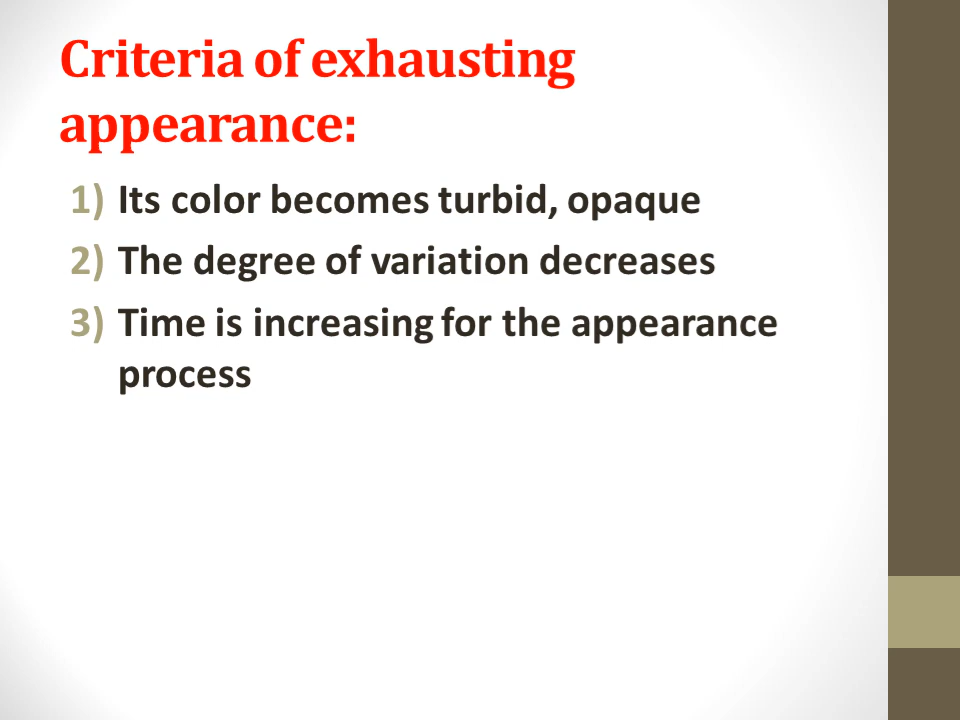 Criteria of exhausting
appearance:
1) Its color becomes turbid, opaque
2) The degree of variation decreases
3) Time is increasing for the appearance
process